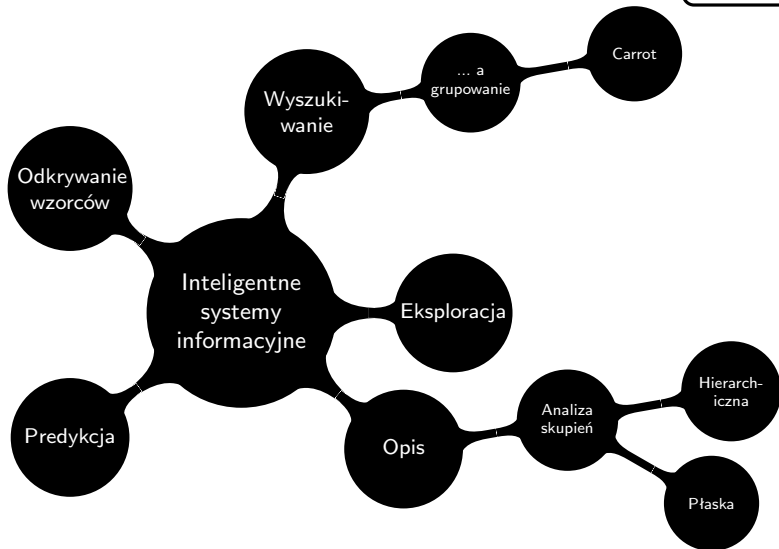 Carrot
... a
grupowanie
Wyszuki-
wanie
Odkrywanie
wzorców
Inteligentne
systemy
informacyjne
Eksploracja
Hierarch-
iczna
Analiza
skupień
Predykcja
Opis
Płaska